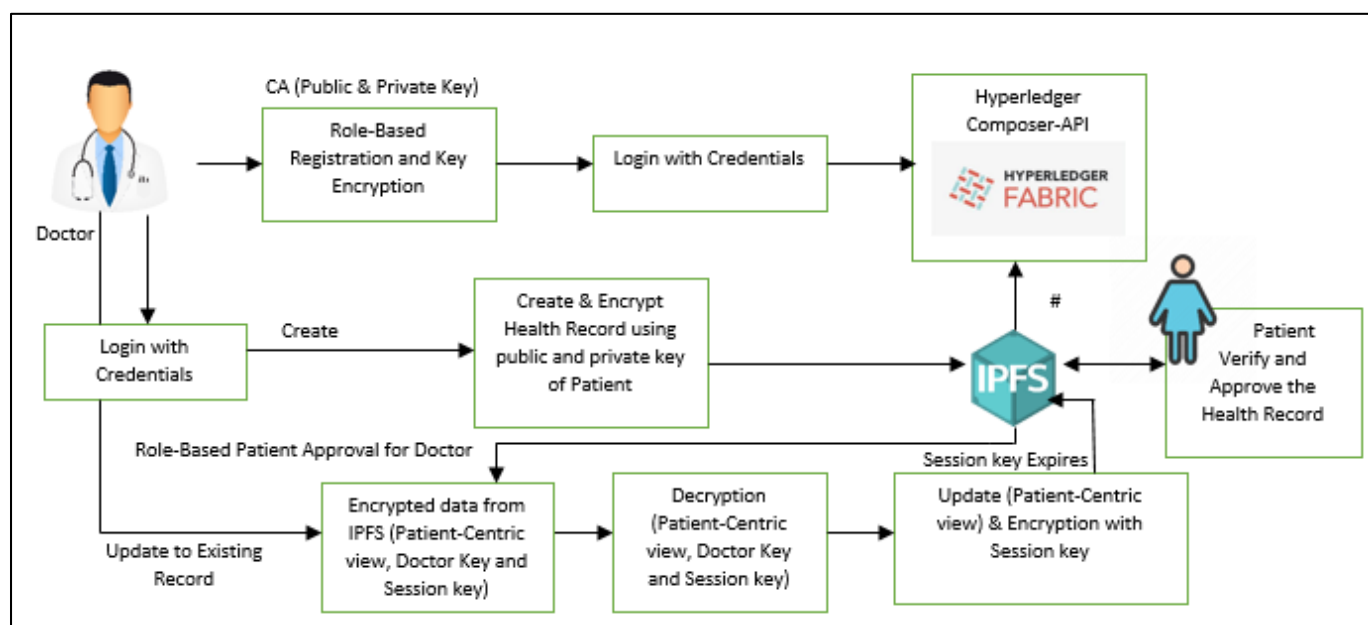 CA (Public & Private Key)
Role-Based
Registration and Key
Encryption
Login with Credentials
Hyperledger
Composer-API
HYPERLEDGER
FABRIC
Doctor
Login with
Credentials
Create
Create & Encrypt
Health Record using
public and private key
of Patient
#
IPFS
Patient
Verify and
Approve the
Health Record
Role-Based Patient Approval for Doctor
Session key Expires
Update to Existing
Record
Encrypted data from
IPFS (Patient-Centric
view, Doctor Key and
Session key)
Decryption
(Patient-Centric
view, Doctor Key
and Session key)
Update (Patient-Centric
view) & Encryption with
Session key